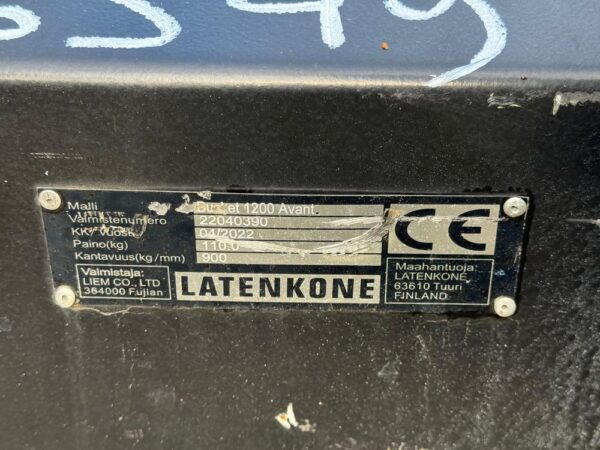 5349
Malli Bucket 1200 Avant
Valmistenumero 22040390
KK / Vuosi 04/2022
Paino(kg) 110.0
Kantavuus(kg/mm) 900
CE
Valmistaja:
LIEM CO., LTD
364000 Fujian
LATENKONE
Maahantuoja:
LATENKONE
63610 Tuuri
FINLAND